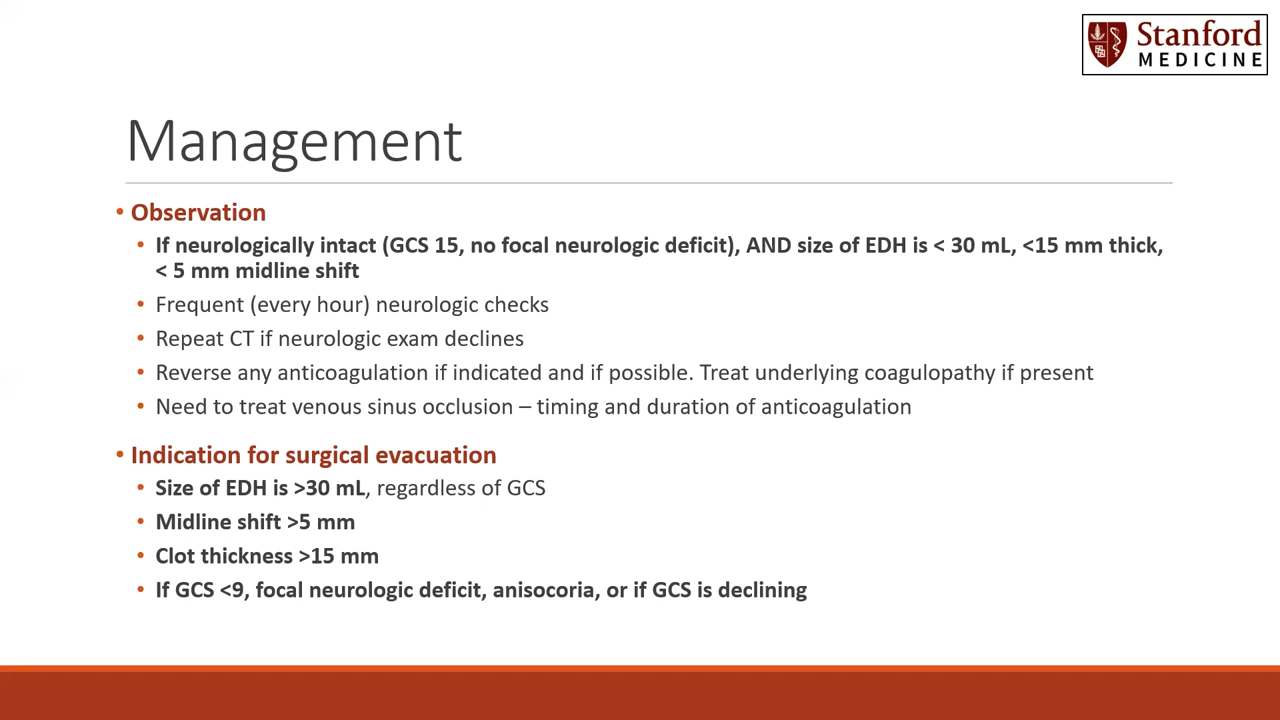 Stanford
MEDICINE
Management
• Observation
• If neurologically intact (GCS 15, no focal neurologic deficit), AND size of EDH is < 30 mL, <15 mm thick,
< 5 mm midline shift
• Frequent (every hour) neurologic checks
• Repeat CT if neurologic exam declines
• Reverse any anticoagulation if indicated and if possible. Treat underlying coagulopathy if present
• Need to treat venous sinus occlusion – timing and duration of anticoagulation
• Indication for surgical evacuation
• Size of EDH is >30 mL, regardless of GCS
• Midline shift >5 mm
• Clot thickness >15 mm
• If GCS <9, focal neurologic deficit, anisocoria, or if GCS is declining